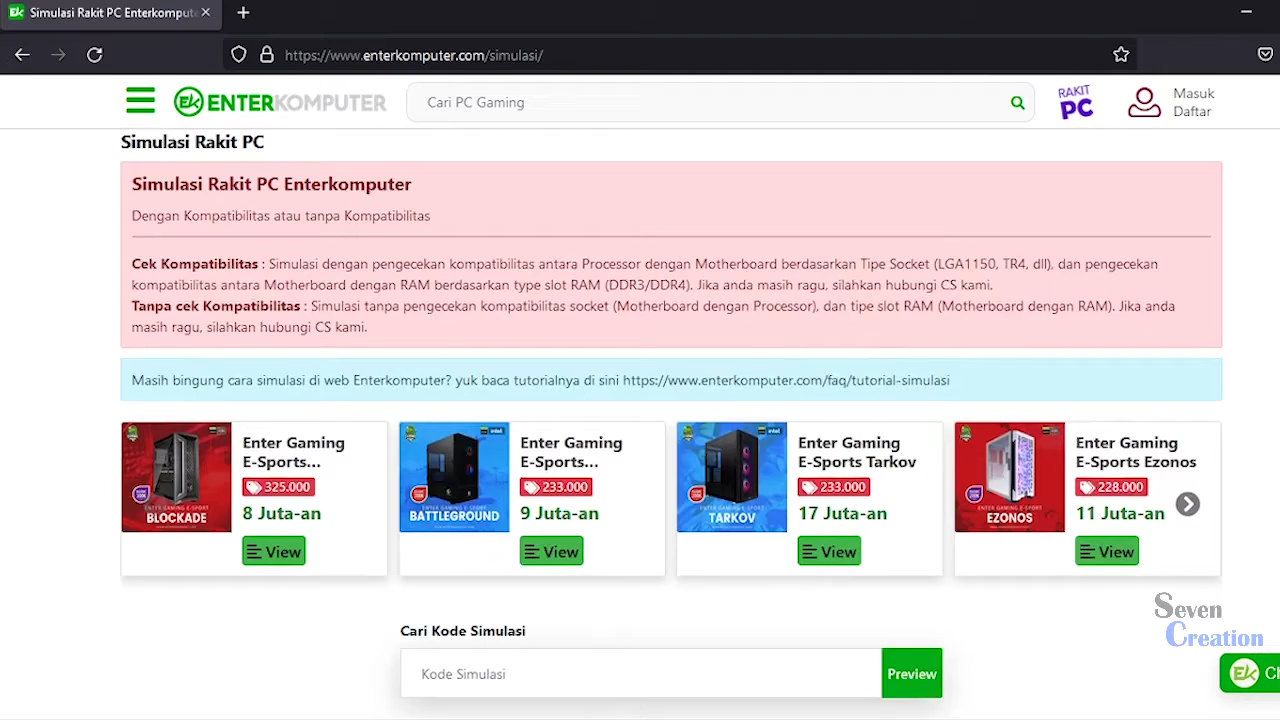 Simulasi Rakit PC Enterkompute
https://www.enterkomputer.com/simulasi/
ENTERKOMPUTER
Cari PC Gaming
RAKIT
PC
Masuk
Daftar
Simulasi Rakit PC
Simulasi Rakit PC Enterkomputer
Dengan Kompatibilitas atau tanpa Kompatibilitas
Cek Kompatibilitas : Simulasi dengan pengecekan kompatibilitas antara Processor dengan Motherboard berdasarkan Tipe Socket (LGA1150, TR4, dll), dan pengecekan
kompatibilitas antara Motherboard dengan RAM berdasarkan type slot RAM (DDR3/DDR4). Jika anda masih ragu, silahkan hubungi CS kami.
Tanpa cek Kompatibilitas : Simulasi tanpa pengecekan kompatibilitas socket (Motherboard dengan Processor), dan tipe slot RAM (Motherboard dengan RAM). Jika anda
masih ragu, silahkan hubungi CS kami.
Masih bingung cara simulasi di web Enterkomputer? yuk baca tutorialnya di sini https://www.enterkomputer.com/faq/tutorial-simulasi
BLOCKADE
Enter Gaming
E-Sports...
325.000
8 Juta-an
View
BATTLEGROUND
Enter Gaming
E-Sports...
233.000
9 Juta-an
View
TARKOV
Enter Gaming
E-Sports Tarkov
233.000
17 Juta-an
View
EZONOS
Enter Gaming
E-Sports Ezonos
228.000
11 Juta-an
View
Cari Kode Simulasi
Kode Simulasi
Preview
Seven
Creation
Ch